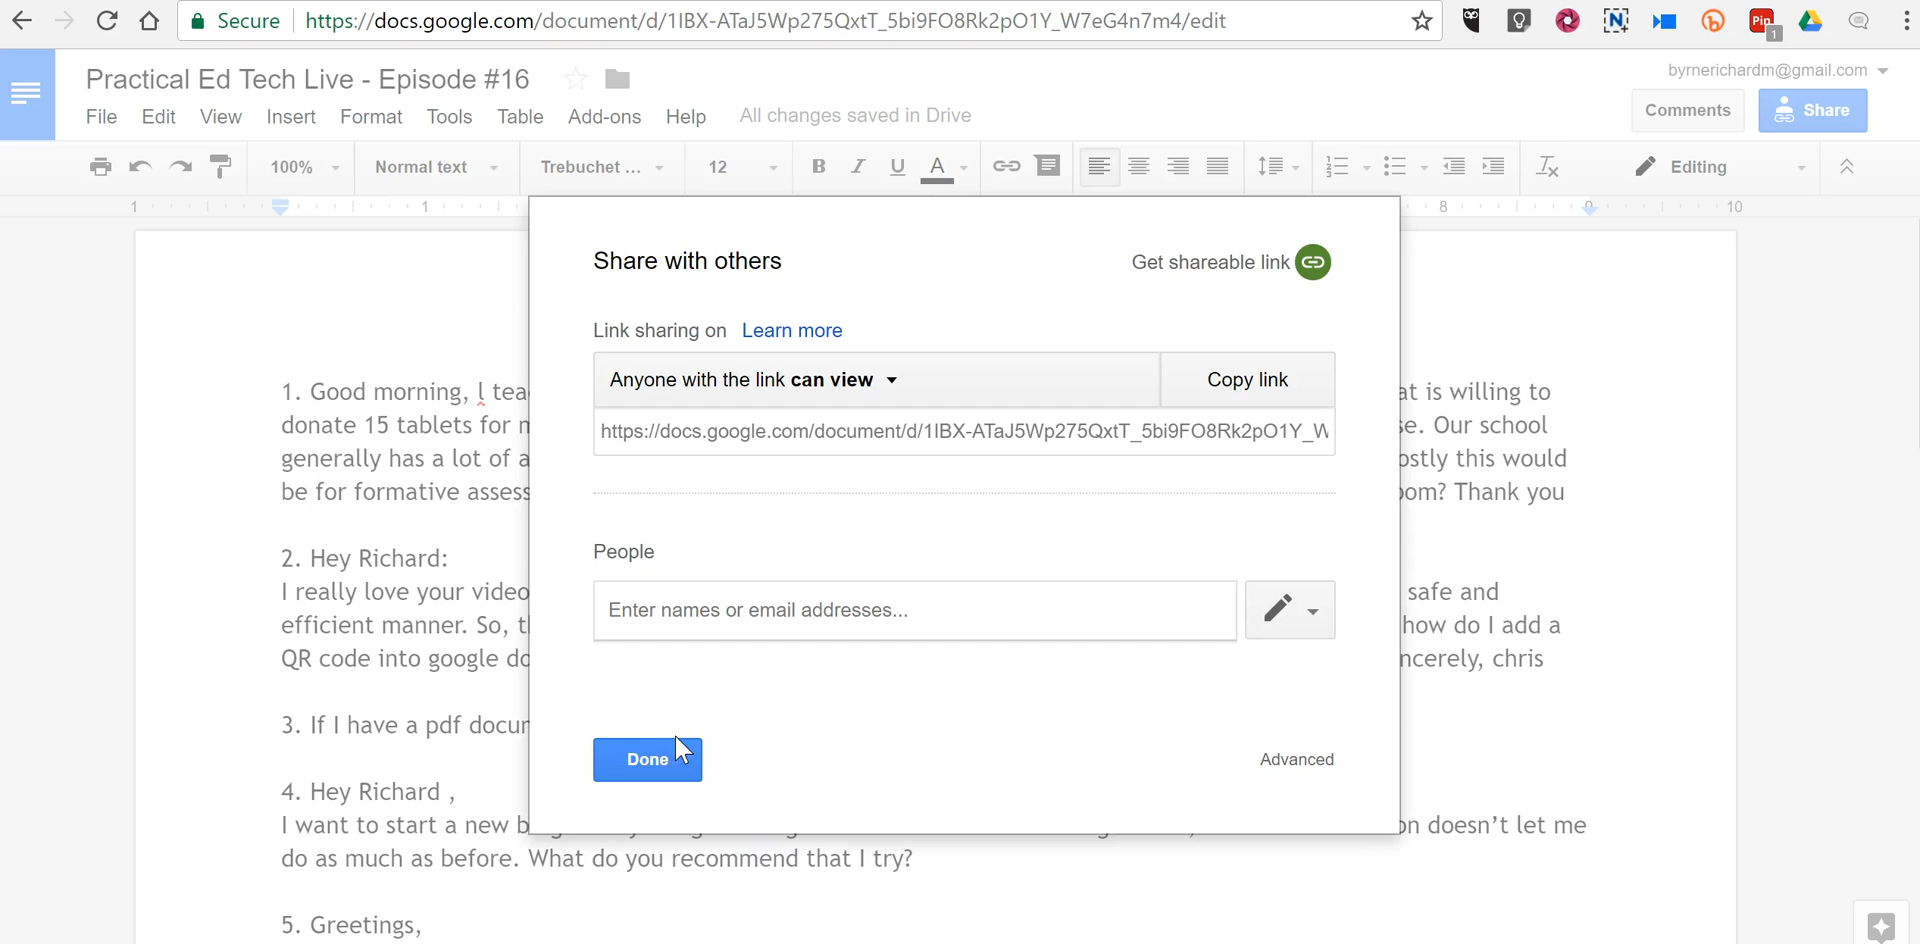 Secure https://docs.google.com/document/d/1IBX-ATaJ5Wp275QxtT_5bi9FO8Rk2pO1Y_W7eG4n7m4/edit
Pin
1
Practical Ed Tech Live - Episode #16
byrnerichardm@gmail.com
File Edit View Insert Format Tools Table Add-ons Help All changes saved in Drive
Comments
Share
100% Normal text Trebuchet ... 12 B I U A Editing
1 1 8 9 10
Share with others
Get shareable link
Link sharing on Learn more
Anyone with the link can view
Copy link
https://docs.google.com/document/d/1IBX-ATaJ5Wp275QxtT_5bi9FO8Rk2pO1Y_W
People
Enter names or email addresses...
Done
Advanced
1. Good morning, I tea at is willing to
donate 15 tablets for se. Our school
generally has a lot of a ostly this would
be for formative assess oom? Thank you
2. Hey Richard:
I really love your video safe and
efficient manner. So, t how do I add a
QR code into google do ncerely, chris
3. If I have a pdf docu
4. Hey Richard ,
I want to start a new b on doesn't let me
do as much as before. What do you recommend that I try?
5. Greetings,